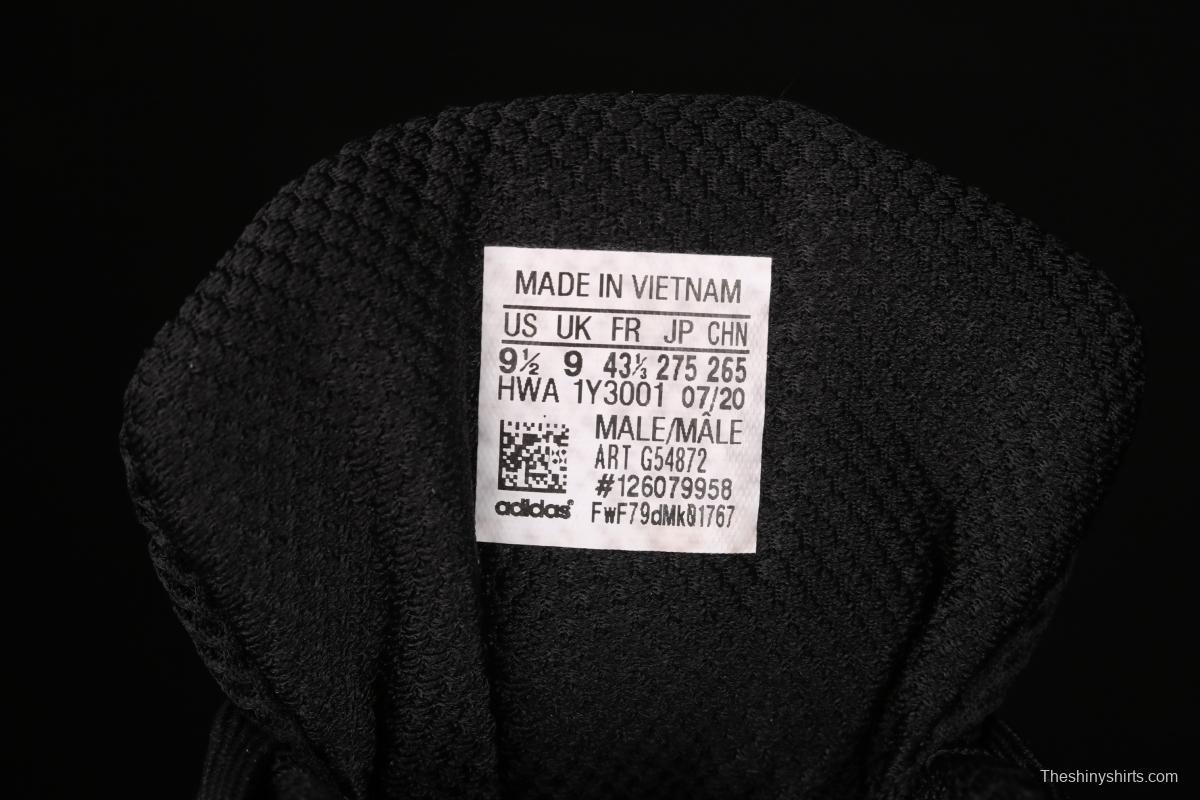 MADE IN VIETNAM
US UK FR JP CHN
9½ 9 43⅓ 275 265
HWA 1Y3001 07/20
MALE/MÂLE
ART G54872
#126079958
adidas FwF79dMk01767
Theshinyshirts.com